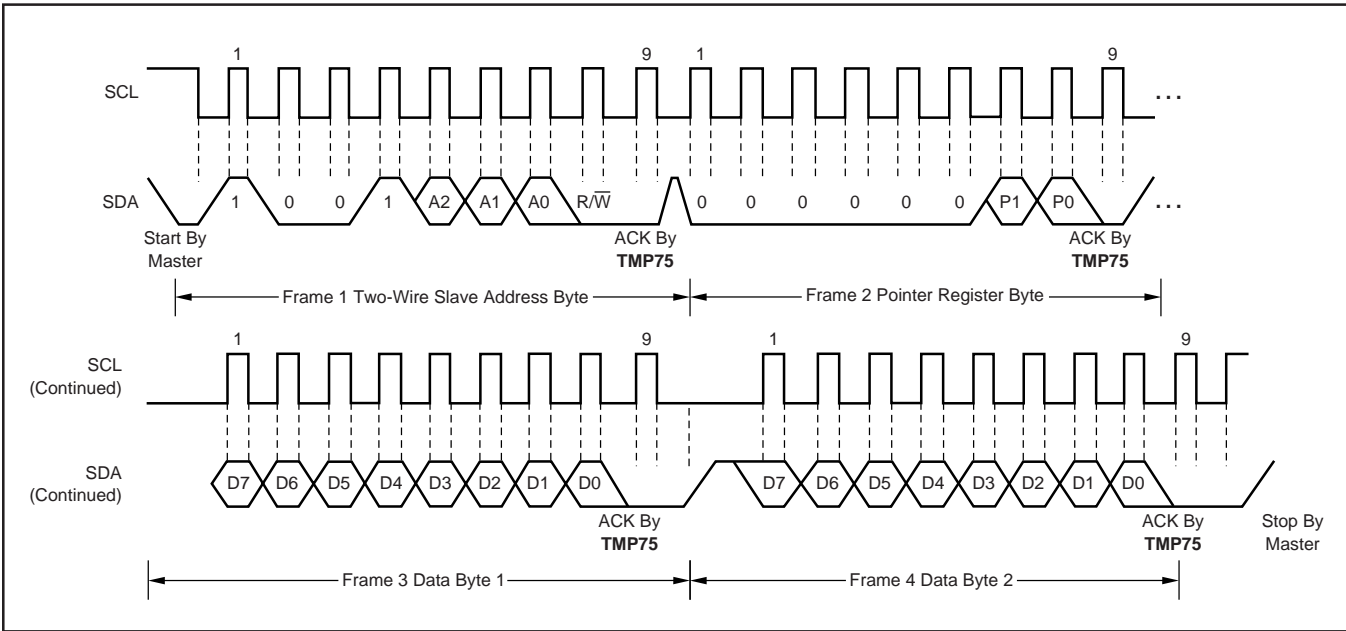 1 9 1 9
SCL ...
SDA 1 0 0 1 A2 A1 A0 R/W̅ 0 0 0 0 0 0 P1 P0 ...
Start By ACK By ACK By
Master TMP75 TMP75
Frame 1 Two-Wire Slave Address Byte Frame 2 Pointer Register Byte
1 9 1 9
SCL
(Continued)
SDA D7 D6 D5 D4 D3 D2 D1 D0 D7 D6 D5 D4 D3 D2 D1 D0
(Continued)
ACK By ACK By Stop By
TMP75 TMP75 Master
Frame 3 Data Byte 1 Frame 4 Data Byte 2